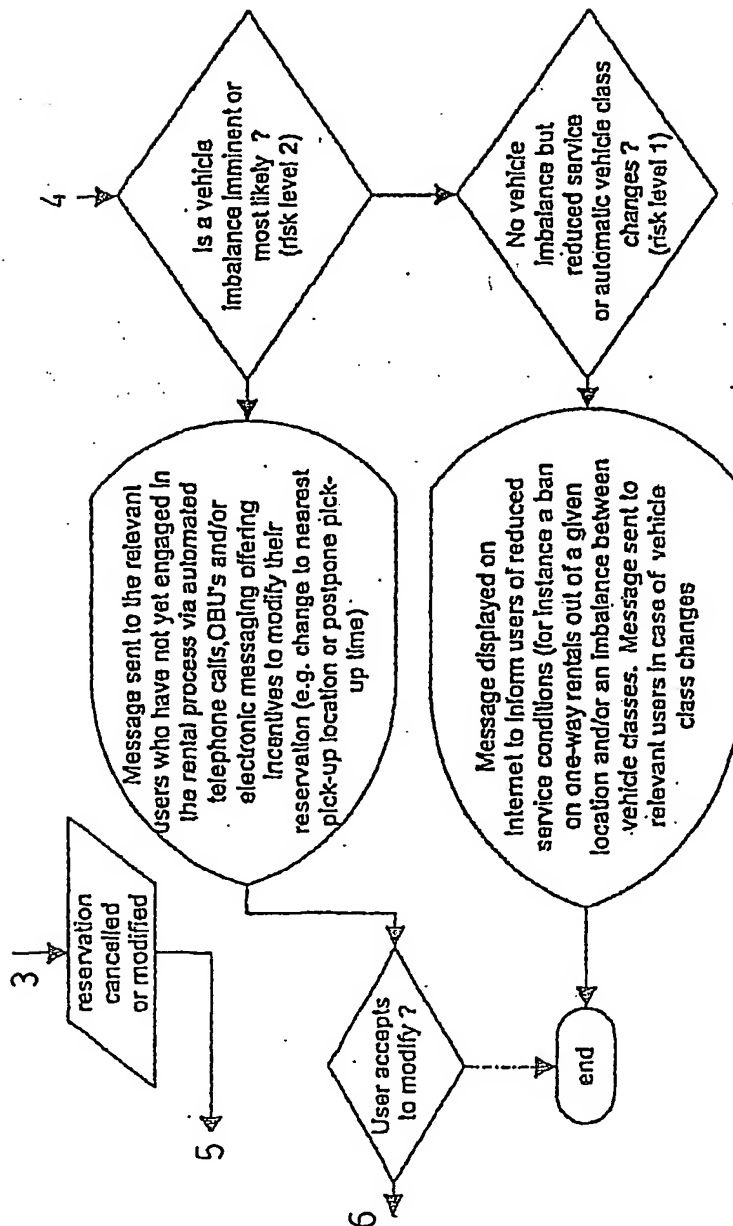 4
Is a vehicle
imbalance imminent or
most likely ?
(risk level 2)
No vehicle
imbalance but
reduced service
or automatic vehicle class
changes ?
(risk level 1)
Message sent to the relevant
users who have not yet engaged in
the rental process via automated
telephone calls,OBU's and/or
electronic messaging offering
incentives to modify their
reservation (e.g. change to nearest
pick-up location or postpone pick-
up time)
Message displayed on
Internet to inform users of reduced
service conditions (for instance a ban
on one-way rentals out of a given
location and/or an imbalance between
vehicle classes. Message sent to
relevant users in case of vehicle
class changes
3
reservation
cancelled
or modified
5
User accepts
to modify ?
6
end